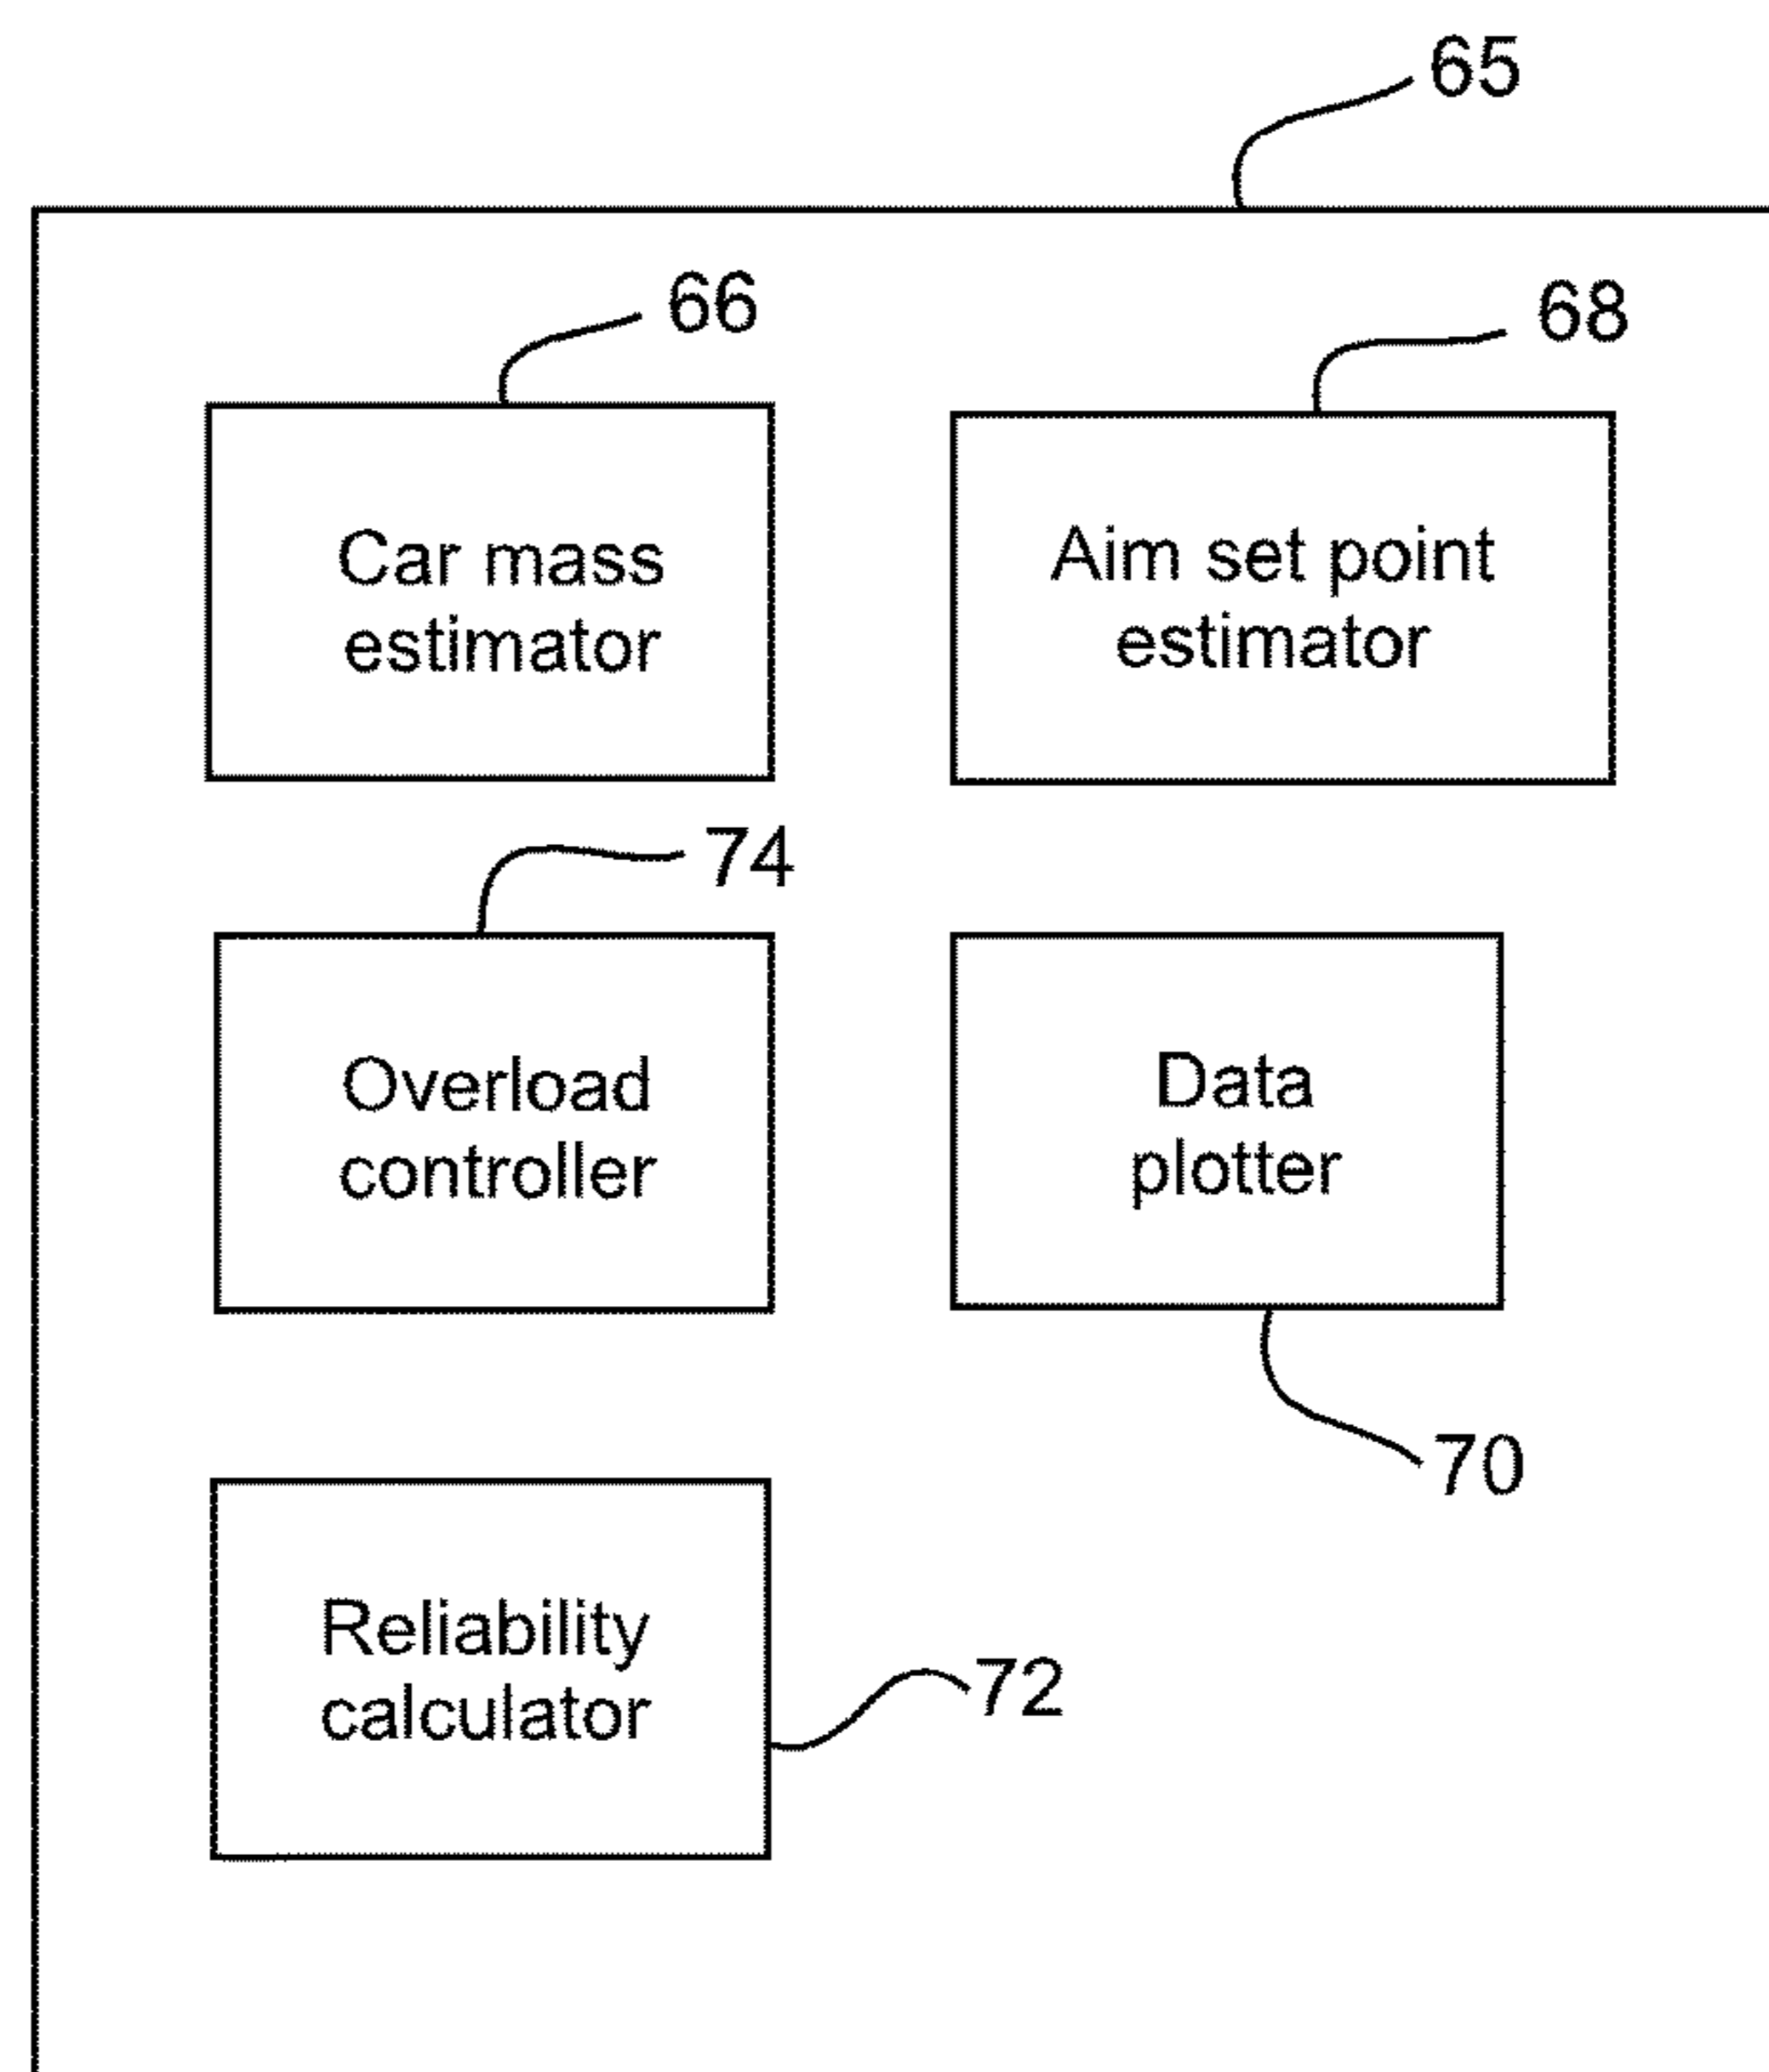 65
66
68
Car mass
estimator
Aim set point
estimator
74
Overload
controller
Data
plotter
70
Reliability
calculator
72